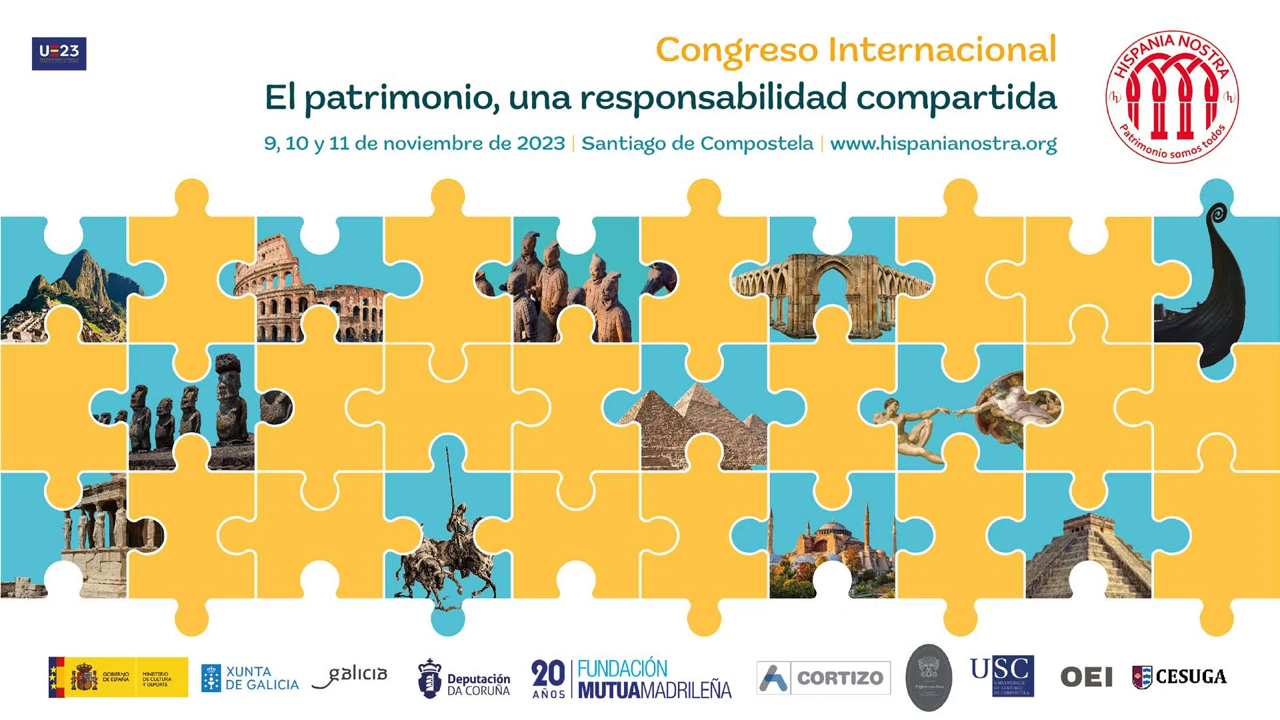 U=23
Congreso Internacional
El patrimonio, una responsabilidad compartida
9, 10 y 11 de noviembre de 2023 | Santiago de Compostela | www.hispanianostra.org
HISPANIA NOSTRA
Patrimonio somos todos
GOBIERNO
DE ESPAÑA
MINISTERIO
DE CULTURA
Y DEPORTE
XUNTA
DE GALICIA
galicia
Deputación
DA CORUÑA
20
AÑOS
FUNDACIÓN
MUTUAMADRILEÑA
CORTIZO
USC
OEI
CESUGA